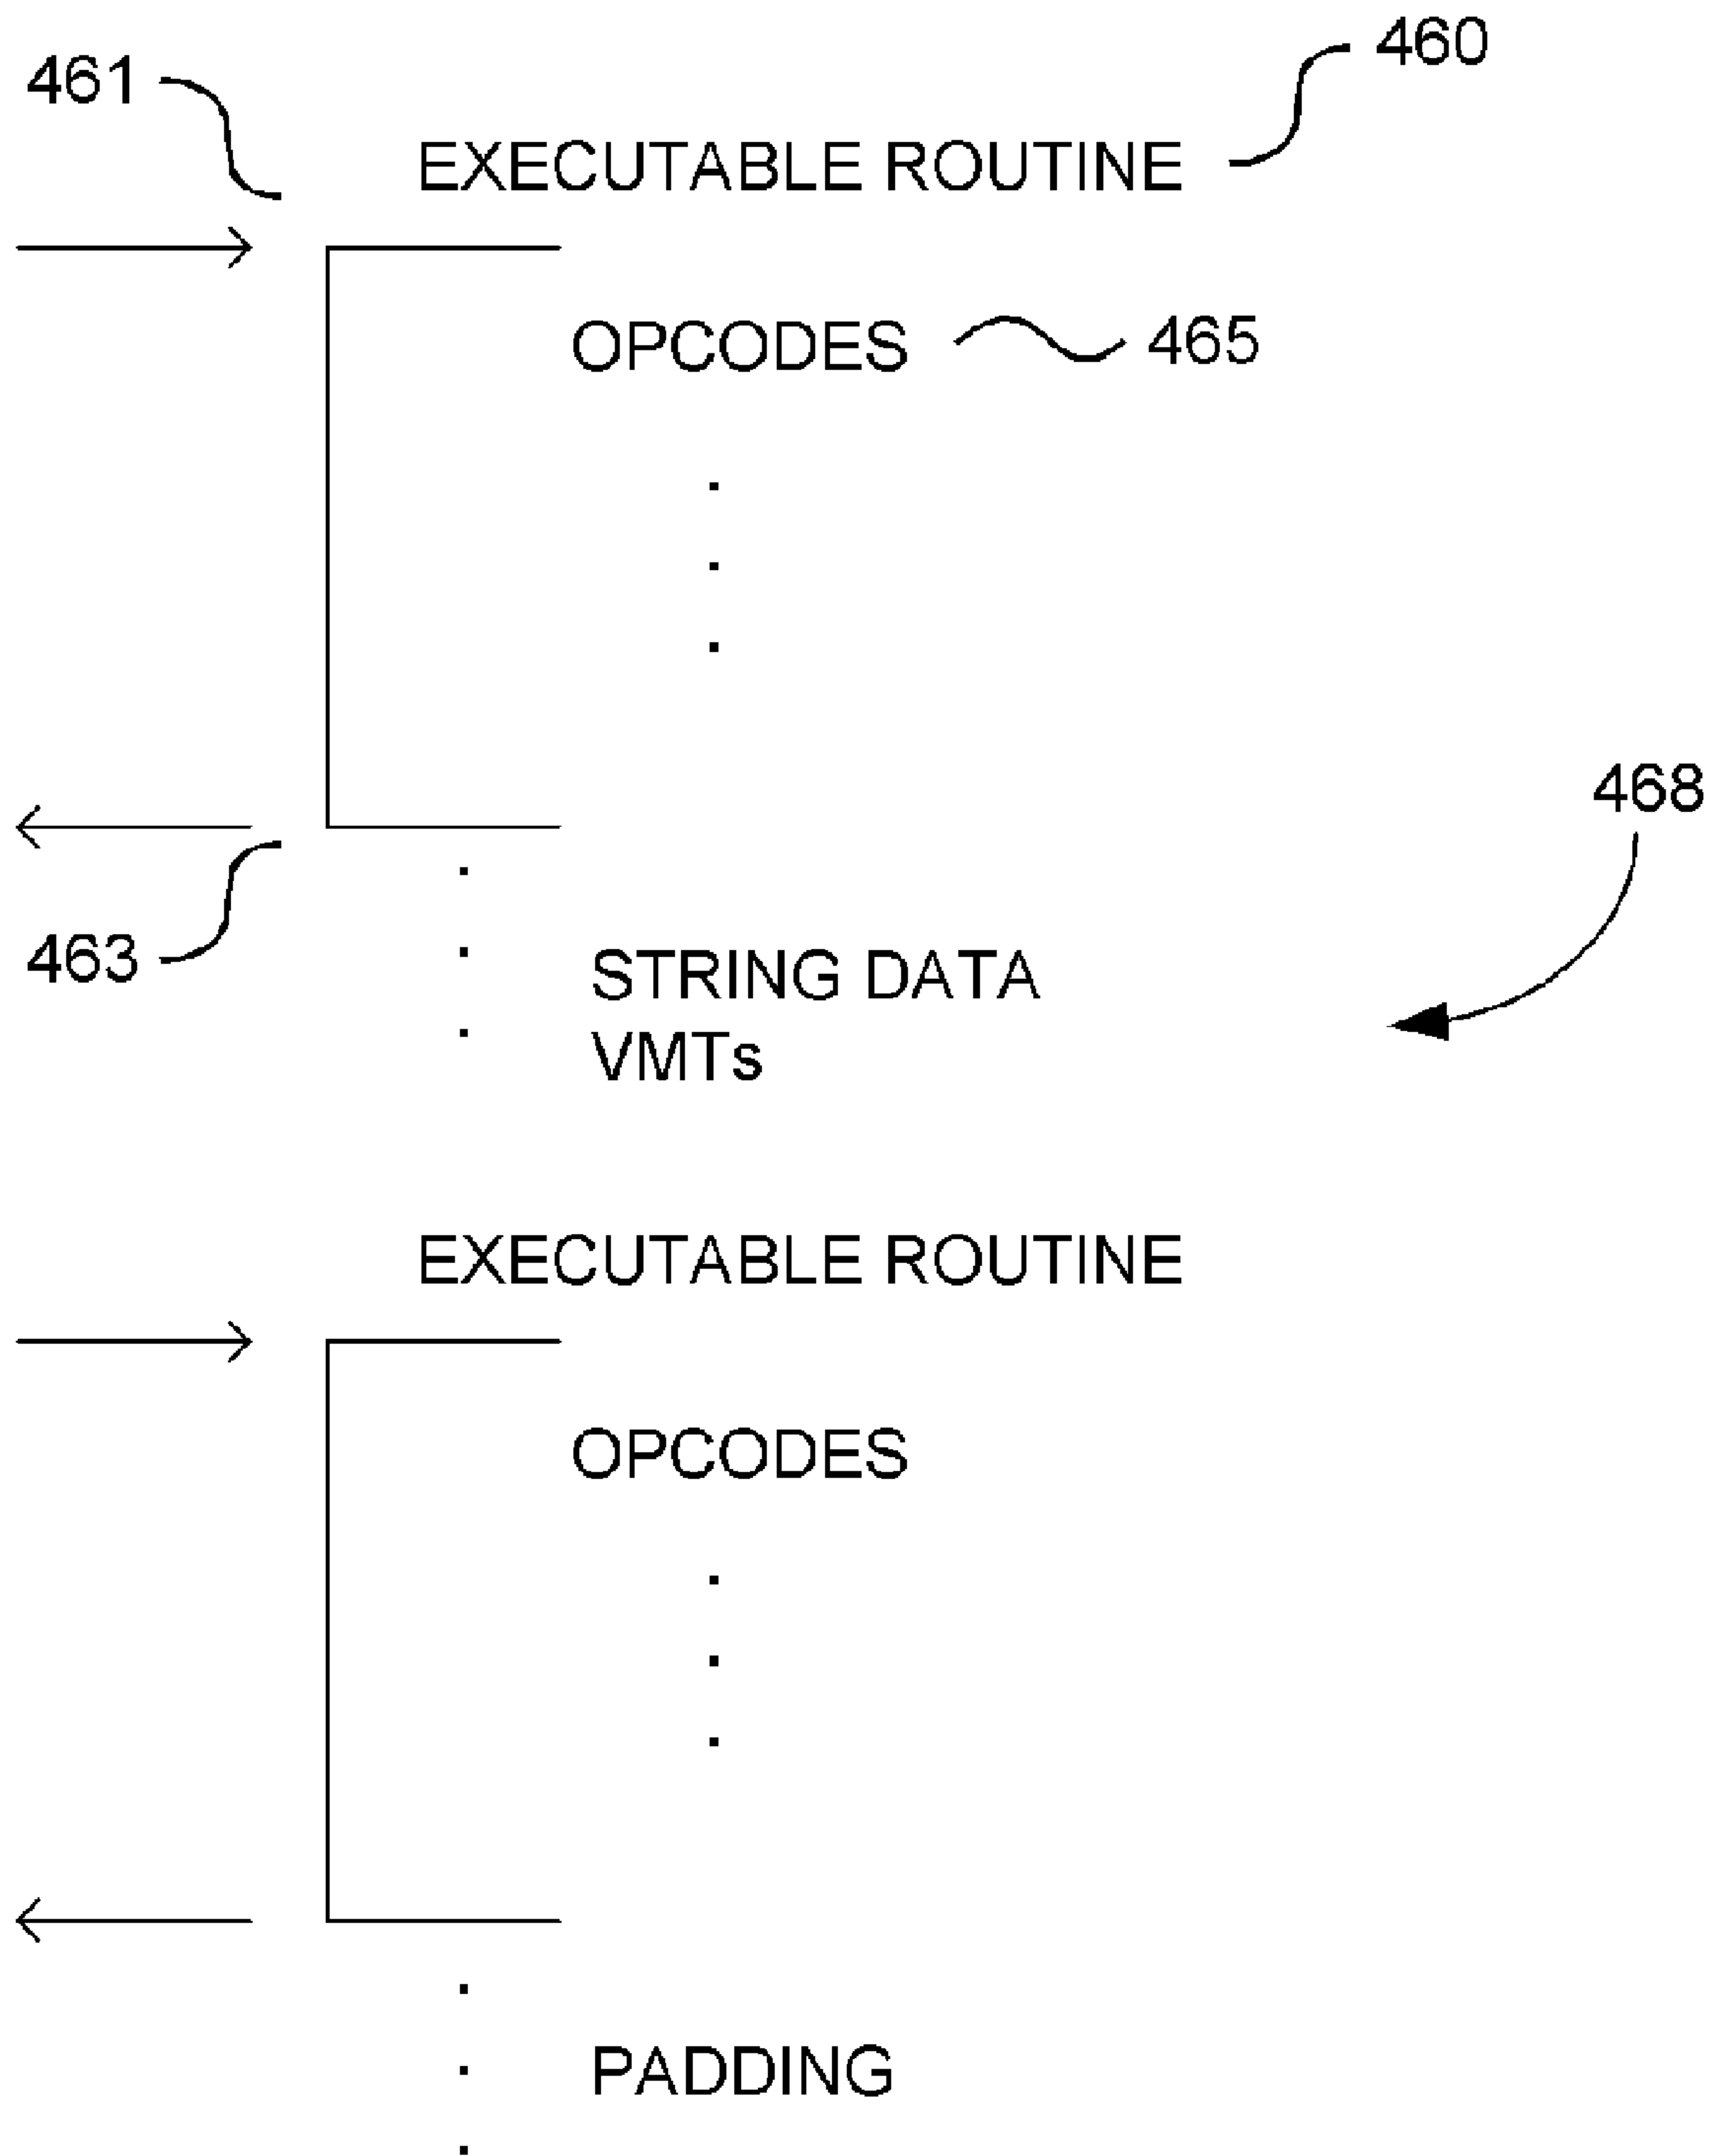 460
461
EXECUTABLE ROUTINE
OPCODES 465
468
463
STRING DATA
VMTs
EXECUTABLE ROUTINE
OPCODES
PADDING